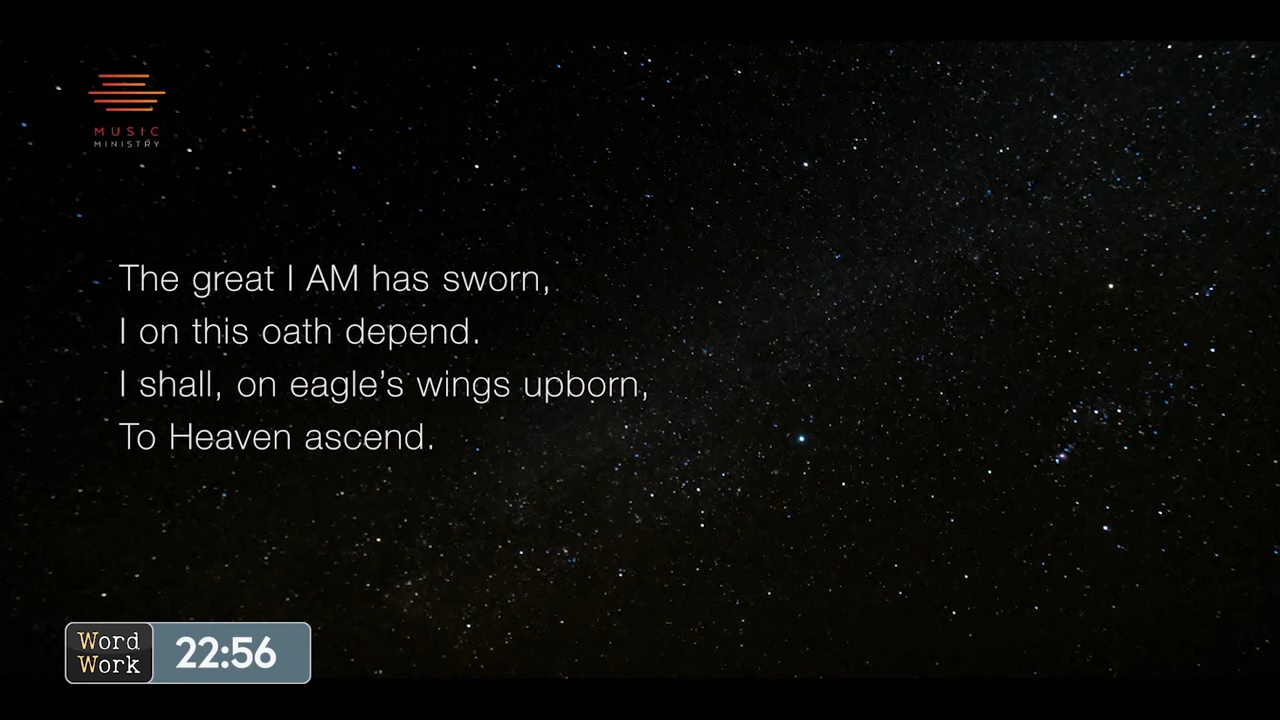 MUSIC
MINISTRY
The great I AM has sworn,
I on this oath depend.
I shall, on eagle’s wings upborn,
To Heaven ascend.
Word
Work
22:56